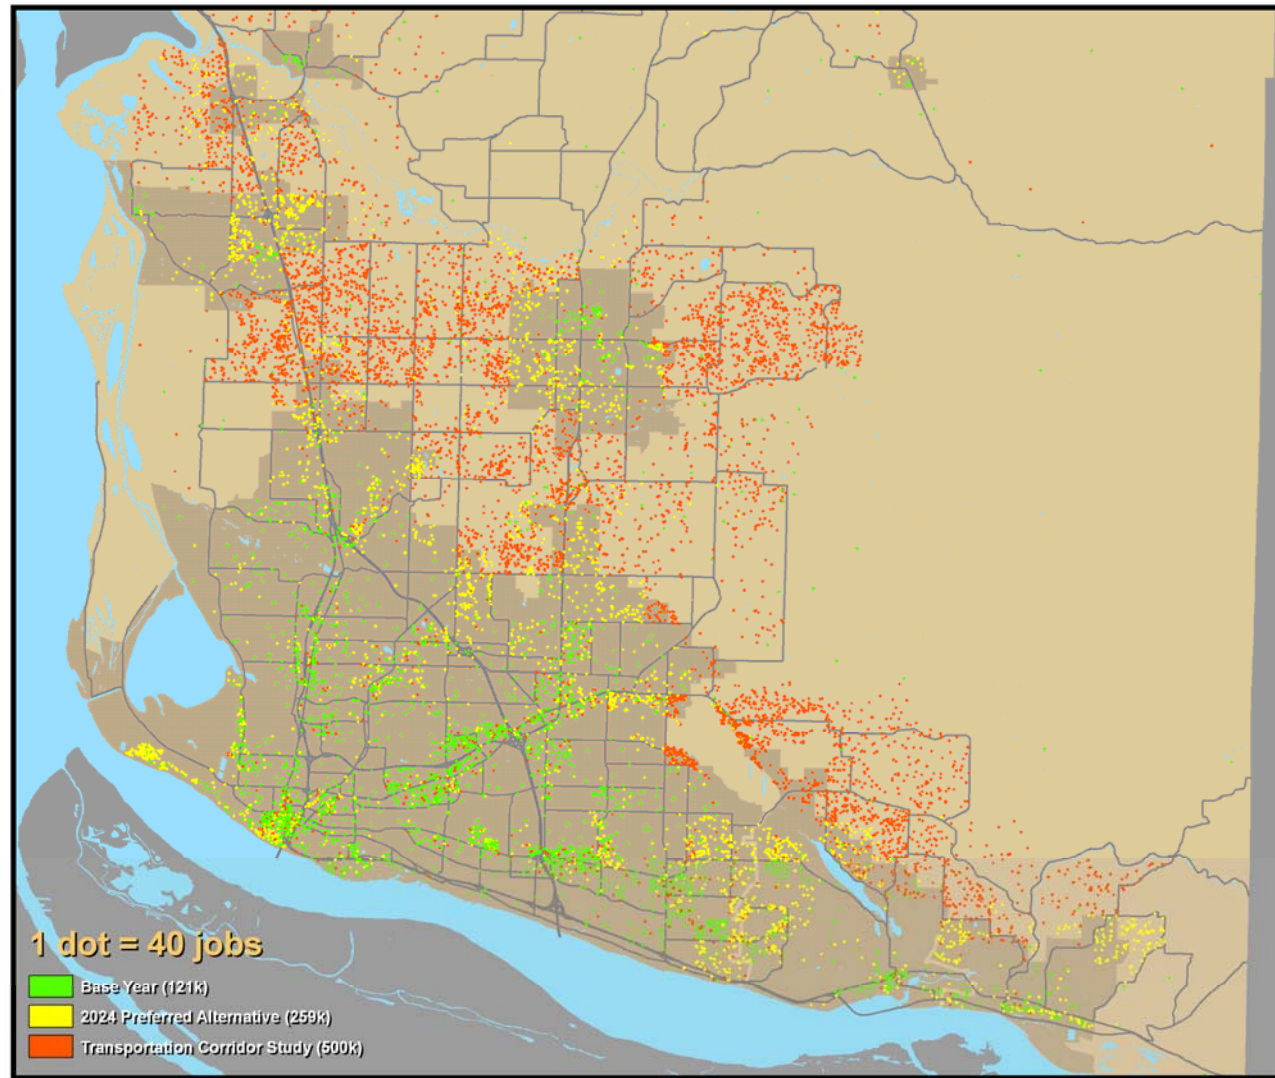 1 dot = 40 jobs
Base Year (121k)
2024 Preferred Alternative (259k)
Transportation Corridor Study (500k)